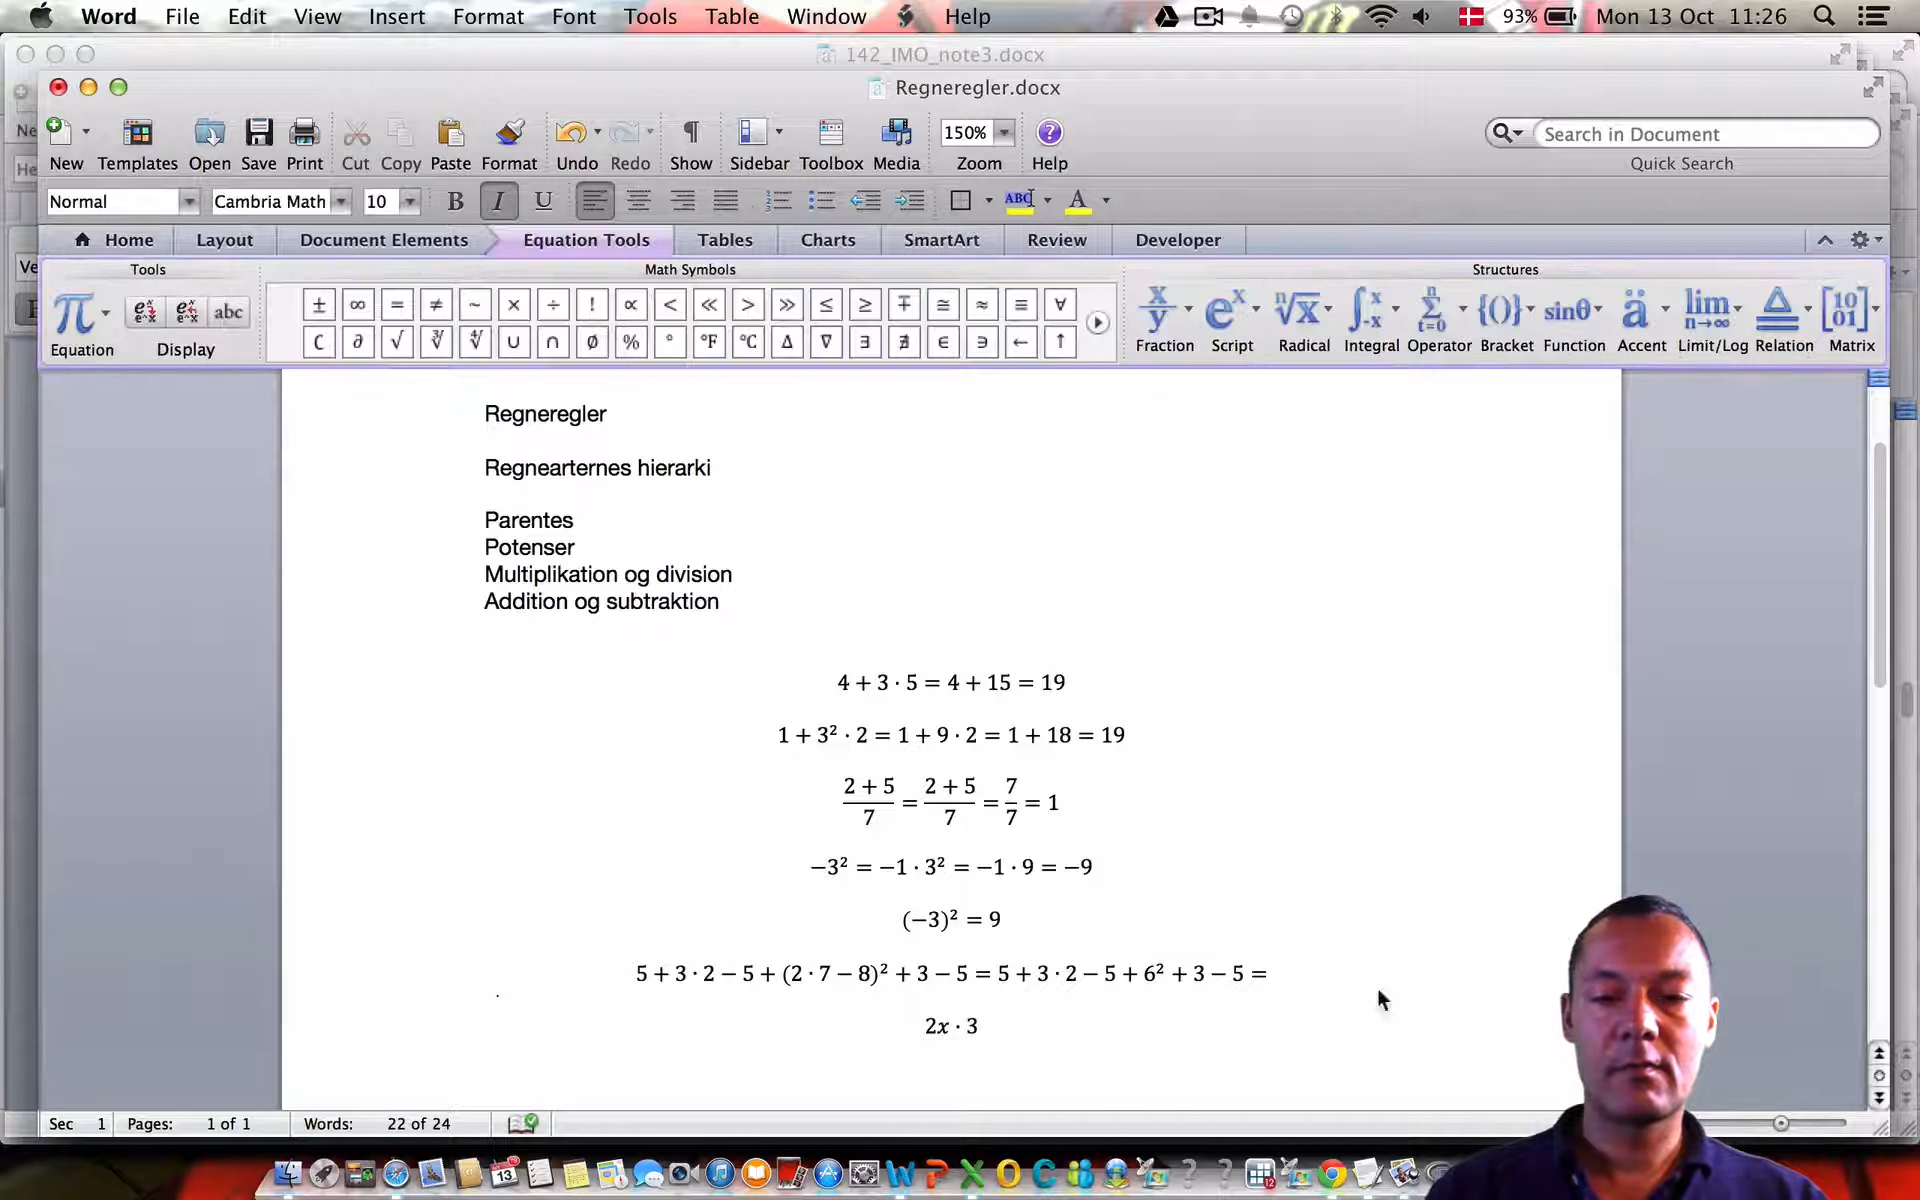 Word File Edit View Insert Format Font Tools Table Window Help 93% Mon 13 Oct 11:26
142_IMO_note3.docx
Regneregler.docx
New Templates Open Save Print Cut Copy Paste Format Undo Redo Show Sidebar Toolbox Media 150% Zoom Help
Search in Document
Quick Search
Normal Cambria Math 10 B I U ABC A
Home Layout Document Elements Equation Tools Tables Charts SmartArt Review Developer
Tools Math Symbols Structures
± ∞ = ≠ ~ × ÷ ! ∝ < ≪ > ≫ ≤ ≥ ∓ ≅ ≈ ≡ ∀
abc
C ∂ √ ∛ ∜ ∪ ∩ ∅ % ° °F °C Δ ∇ ∃ ∄ ∈ ∋ ← ↑
Equation Display Fraction Script Radical Integral Operator Bracket Function Accent Limit/Log Relation Matrix
Regneregler
Regnearternes hierarki
Parentes
Potenser
Multiplikation og division
Addition og subtraktion
4 + 3 · 5 = 4 + 15 = 19
1 + 3² · 2 = 1 + 9 · 2 = 1 + 18 = 19
(2 + 5)/7 = (2 + 5)/7 = 7/7 = 1
−3² = −1 · 3² = −1 · 9 = −9
(−3)² = 9
5 + 3 · 2 − 5 + (2 · 7 − 8)² + 3 − 5 = 5 + 3 · 2 − 5 + 6² + 3 − 5 =
2x · 3
Sec 1 Pages: 1 of 1 Words: 22 of 24